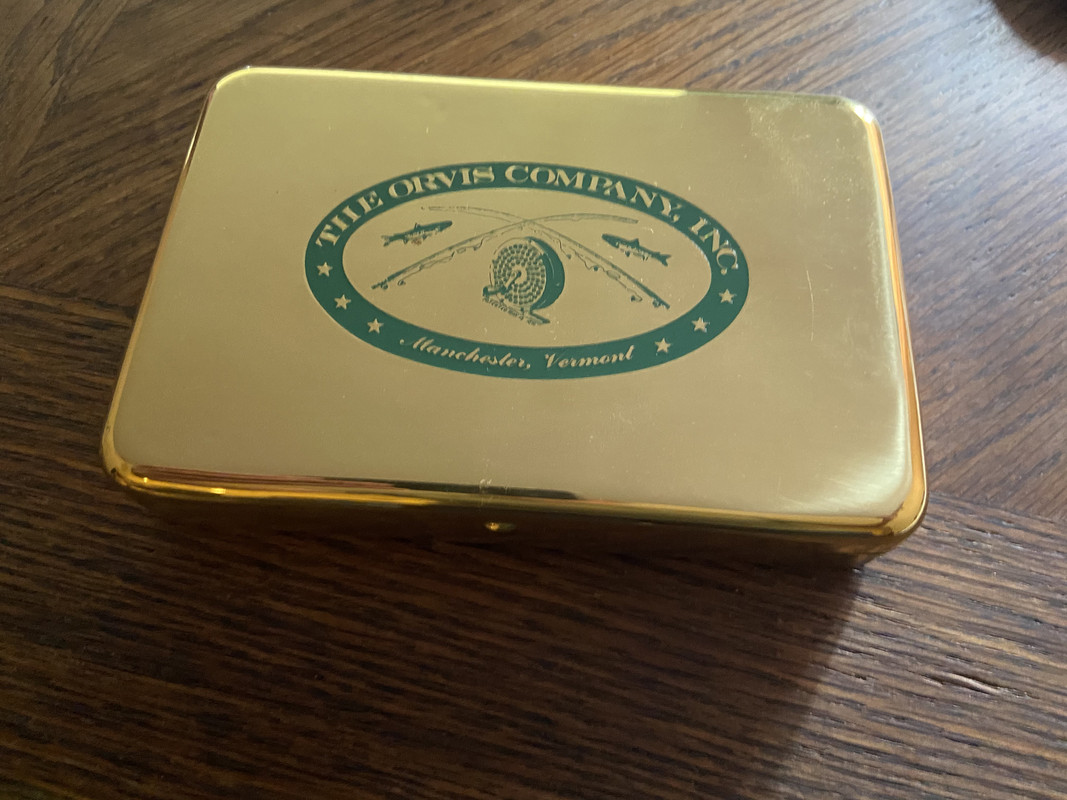 THE ORVIS COMPANY, INC.
Manchester, Vermont